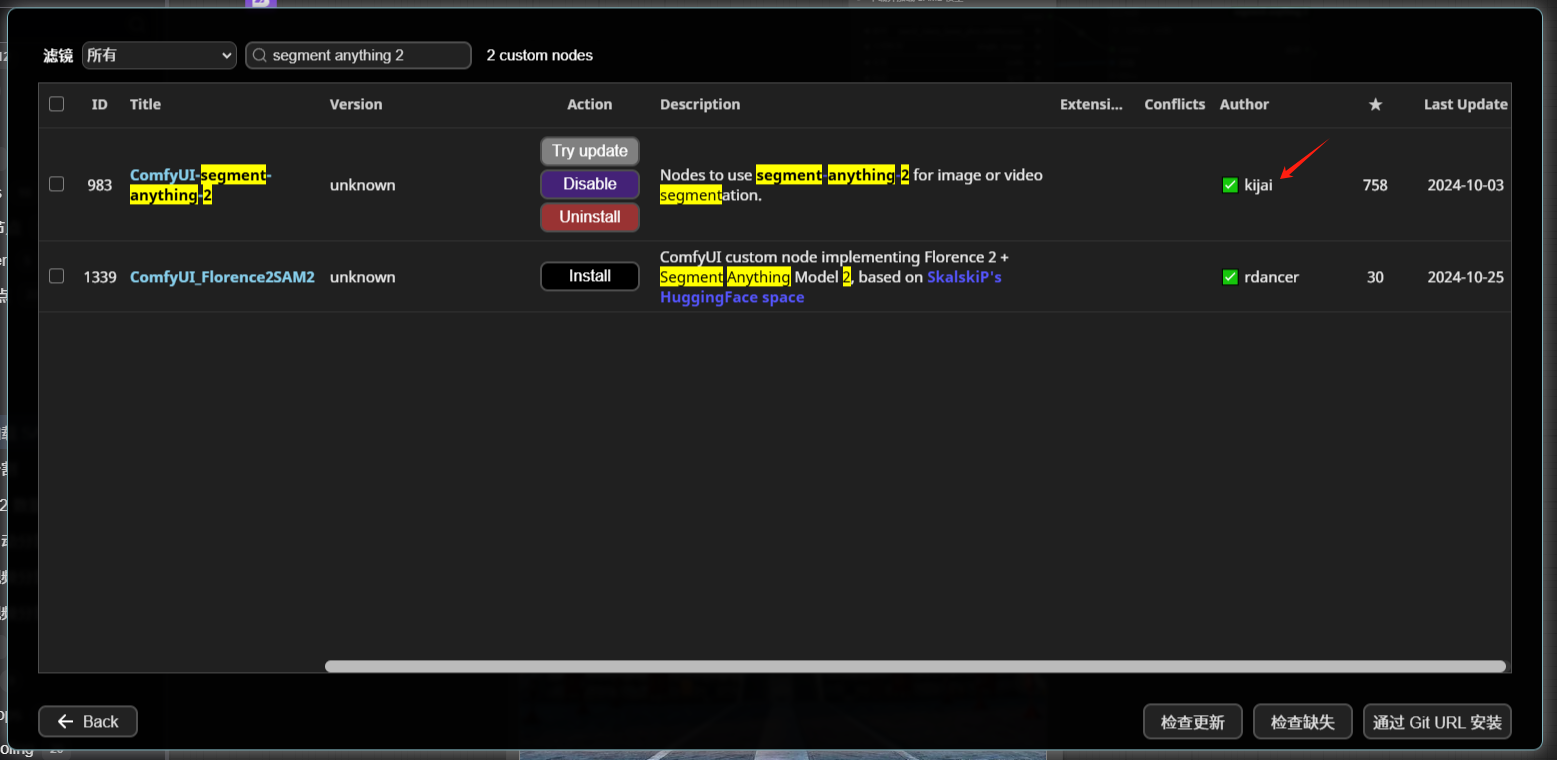 滤镜 所有 segment anything 2 2 custom nodes
ID Title Version Action Description Extensi... Conflicts Author ★ Last Update
Try update
983 ComfyUI-segment-anything-2 unknown Disable Nodes to use segment-anything-2 for image or video segmentation. ✅ kijai 758 2024-10-03
Uninstall
1339 ComfyUI_Florence2SAM2 unknown Install ComfyUI custom node implementing Florence 2 +
Segment Anything Model 2, based on SkalskiP's
HuggingFace space ✅ rdancer 30 2024-10-25
← Back 检查更新 检查缺失 通过 Git URL 安装